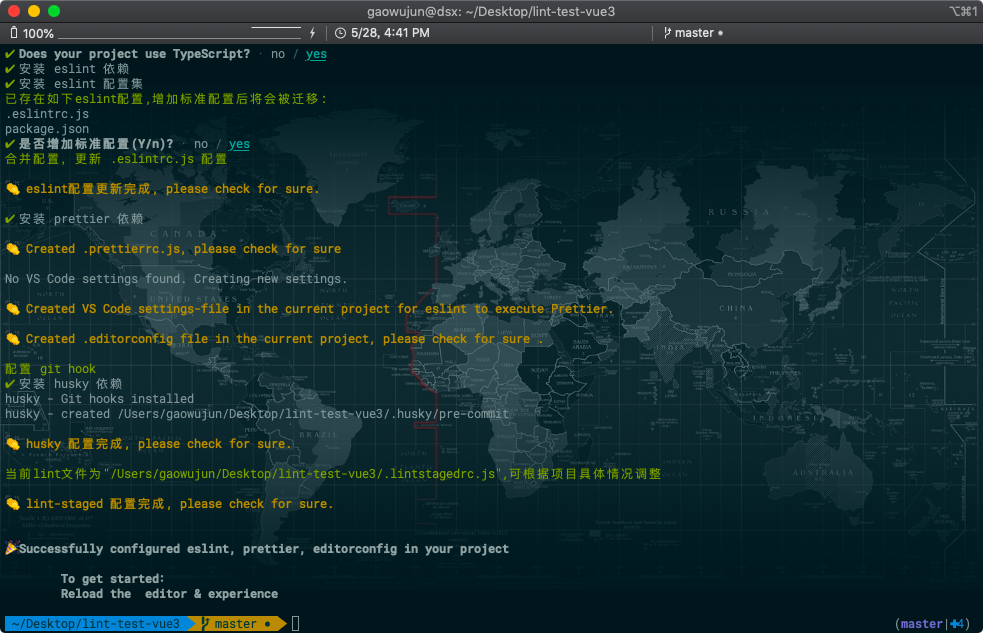 gaowujun@dsx: ~/Desktop/lint-test-vue3
⌥⌘1
100%
5/28, 4:41 PM
master
✔ Does your project use TypeScript? · no / yes
✔ 安装 eslint 依赖
✔ 安装 eslint 配置集
已存在如下eslint配置,增加标准配置后将会被迁移:
.eslintrc.js
package.json
✔ 是否增加标准配置(Y/n)? · no / yes
合并配置, 更新 .eslintrc.js 配置
👏 eslint配置更新完成, please check for sure.
✔ 安装 prettier 依赖
👏 Created .prettierrc.js, please check for sure
No VS Code settings found. Creating new settings.
👏 Created VS Code settings-file in the current project for eslint to execute Prettier.
👏 Created .editorconfig file in the current project, please check for sure .
配置 git hook
✔ 安装 husky 依赖
husky - Git hooks installed
husky - created /Users/gaowujun/Desktop/lint-test-vue3/.husky/pre-commit
👏 husky 配置完成, please check for sure.
当前lint文件为"/Users/gaowujun/Desktop/lint-test-vue3/.lintstagedrc.js",可根据项目具体情况调整
👏 lint-staged 配置完成, please check for sure.
🎉Successfully configured eslint, prettier, editorconfig in your project
To get started:
Reload the  editor & experience
~/Desktop/lint-test-vue3 master ● (master|✚4)
CANADA
UNITED STATES
BRAZIL
RUSSIA
MONGOLIA
CHINA
INDIA
INDONESIA
AUSTRALIA